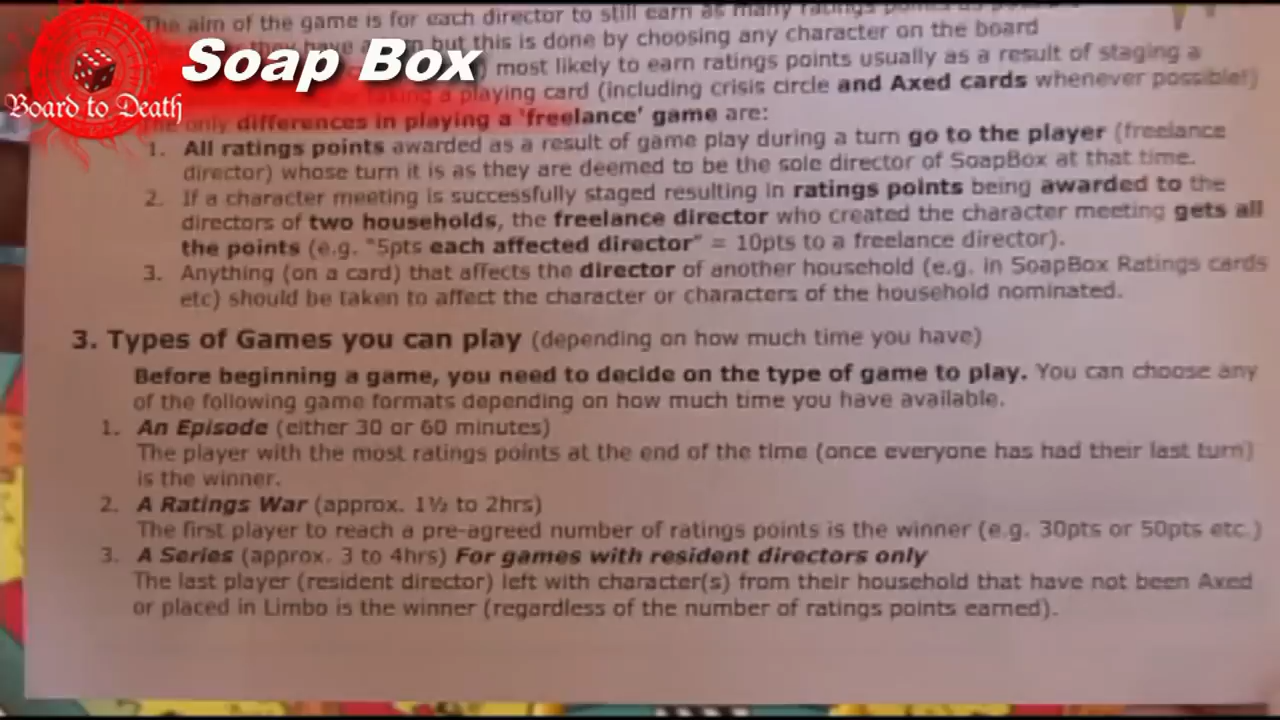 The aim of the game is for each director to still earn as many ratings points as
but this is done by choosing any character on the board
Soap Box
most likely to earn ratings points usually as a result of staging a
Board to Death
taking a playing card (including crisis circle and Axed cards whenever possible!)
The only differences in playing a 'freelance' game are:
1. All ratings points awarded as a result of game play during a turn go to the player (freelance
director) whose turn it is as they are deemed to be the sole director of SoapBox at that time.
2. If a character meeting is successfully staged resulting in ratings points being awarded to the
directors of two households, the freelance director who created the character meeting gets all
the points (e.g. "5pts each affected director" = 10pts to a freelance director).
3. Anything (on a card) that affects the director of another household (e.g. in SoapBox Ratings cards
etc) should be taken to affect the character or characters of the household nominated.
3. Types of Games you can play (depending on how much time you have)
Before beginning a game, you need to decide on the type of game to play. You can choose any
of the following game formats depending on how much time you have available.
1. An Episode (either 30 or 60 minutes)
The player with the most ratings points at the end of the time (once everyone has had their last turn)
is the winner.
2. A Ratings War (approx. 1½ to 2hrs)
The first player to reach a pre-agreed number of ratings points is the winner (e.g. 30pts or 50pts etc.)
3. A Series (approx. 3 to 4hrs) For games with resident directors only
The last player (resident director) left with character(s) from their household that have not been Axed
or placed in Limbo is the winner (regardless of the number of ratings points earned).